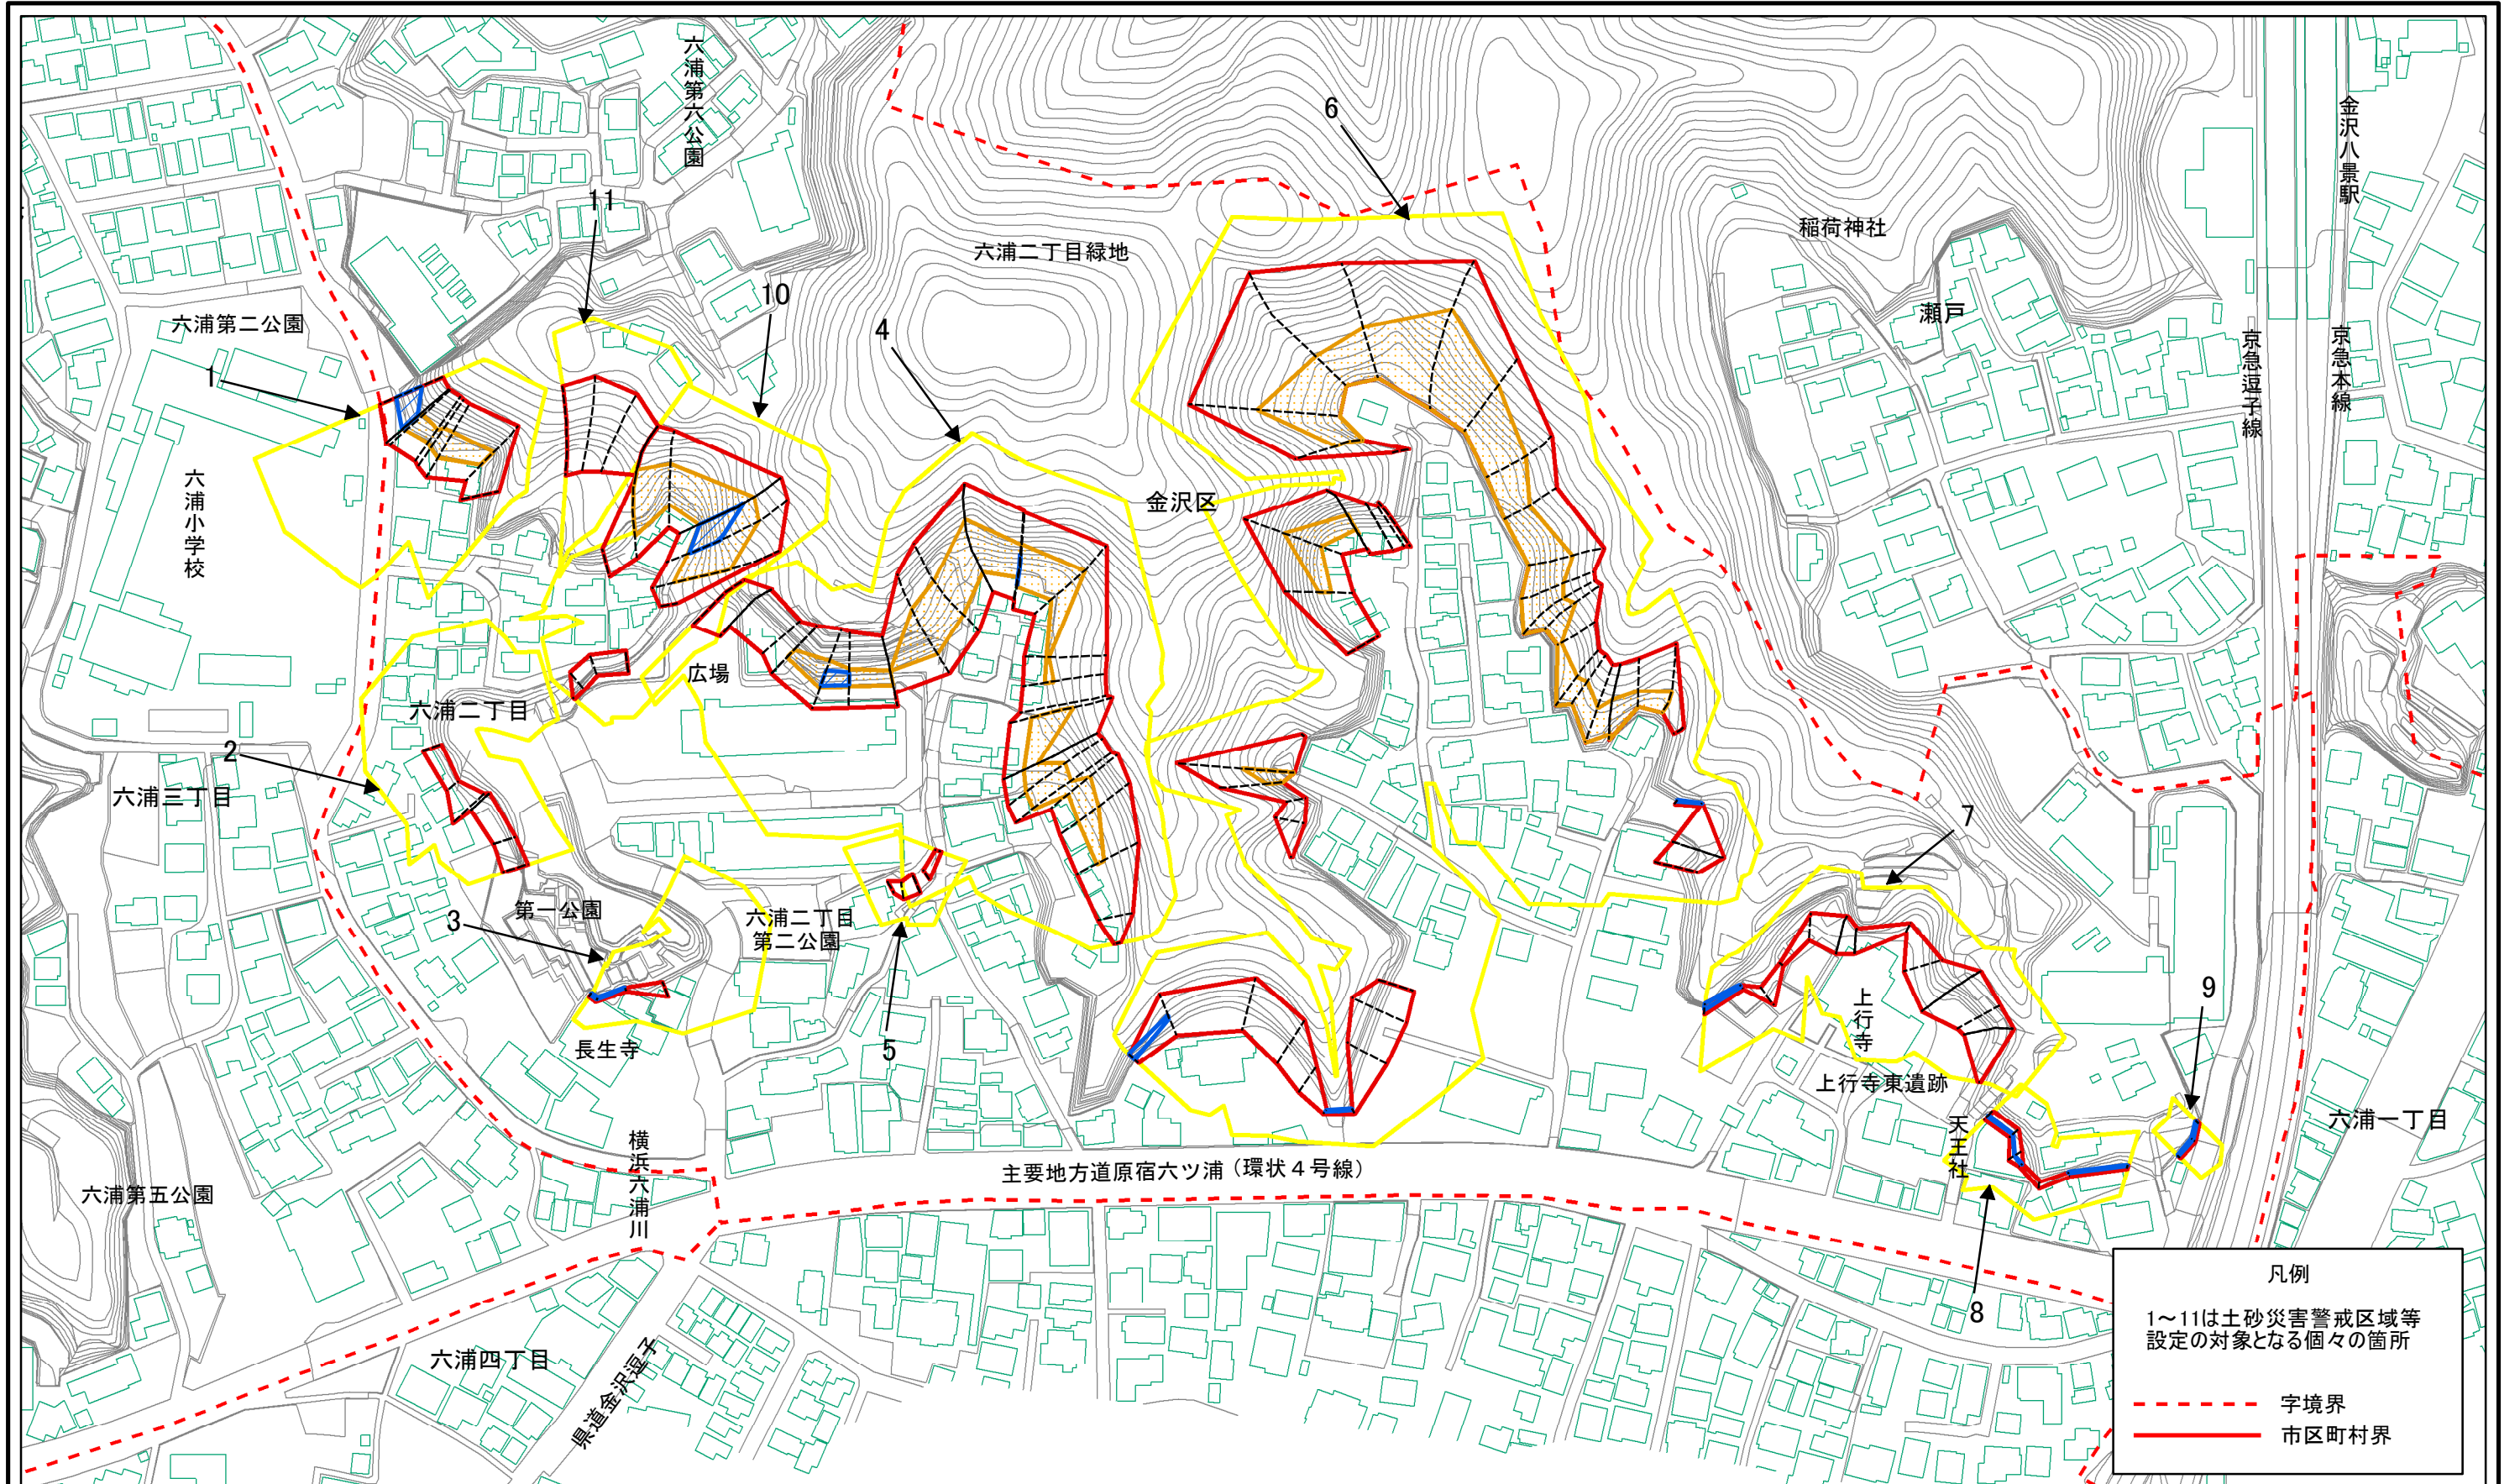 六浦第六公園
6
金沢八景駅
11
六浦二丁目緑地
稲荷神社
10
瀬戸
六浦第二公園
4
京急逗子線
京急本線
1
金沢区
六浦小学校
広場
六浦二丁目
2
六浦三丁目
7
第一公園
3
六浦二丁目
第二公園
9
上行寺
長生寺
5
上行寺東遺跡
六浦一丁目
天王社
横浜六浦川
主要地方道原宿六ツ浦（環状４号線）
六浦第五公園
8
六浦四丁目
県道金沢逗子
凡例
1～11は土砂災害警戒区域等
設定の対象となる個々の箇所
字境界
市区町村界